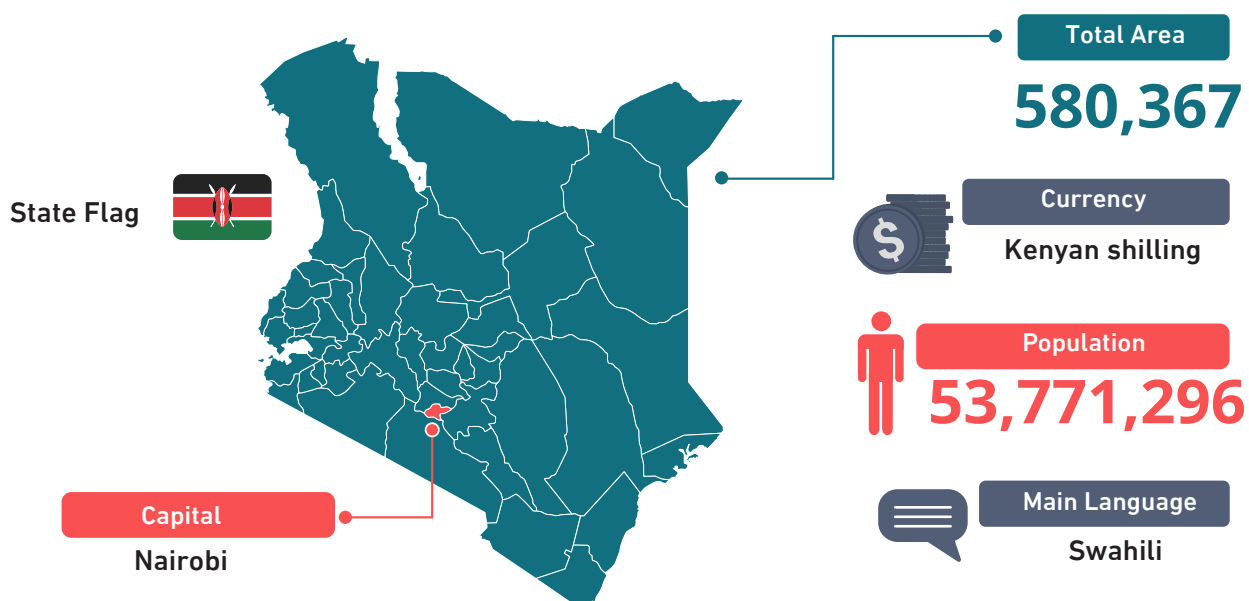 Total Area
580,367
State Flag
Currency
$
Kenyan shilling
Population
53,771,296
Capital
Nairobi
Main Language
Swahili